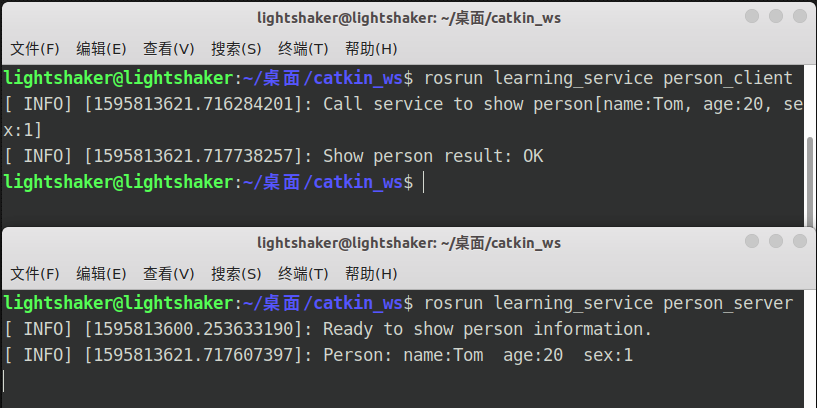 lightshaker@lightshaker: ~/桌面/catkin_ws
文件(F) 编辑(E) 查看(V) 搜索(S) 终端(T) 帮助(H)
lightshaker@lightshaker:~/桌面/catkin_ws$ rosrun learning_service person_client
[ INFO] [1595813621.716284201]: Call service to show person[name:Tom, age:20, se
x:1]
[ INFO] [1595813621.717738257]: Show person result: OK
lightshaker@lightshaker:~/桌面/catkin_ws$
lightshaker@lightshaker: ~/桌面/catkin_ws
文件(F) 编辑(E) 查看(V) 搜索(S) 终端(T) 帮助(H)
lightshaker@lightshaker:~/桌面/catkin_ws$ rosrun learning_service person_server
[ INFO] [1595813600.253633190]: Ready to show person information.
[ INFO] [1595813621.717607397]: Person: name:Tom  age:20  sex:1